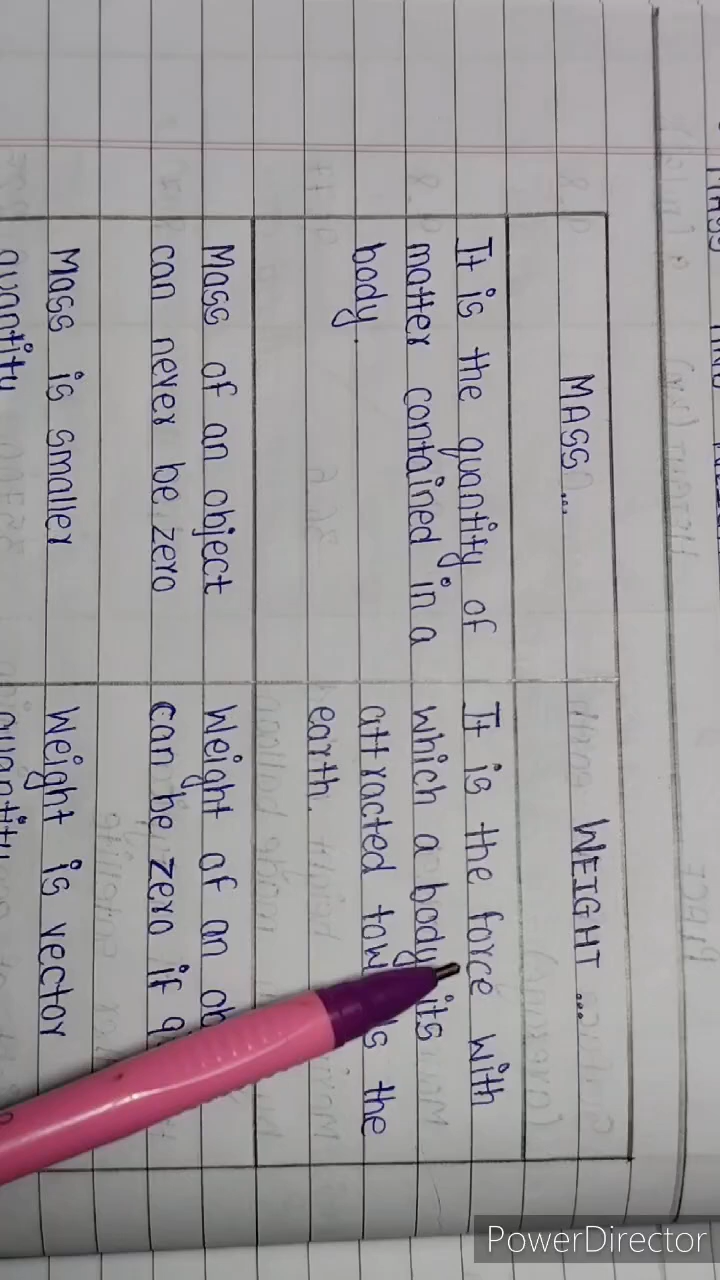 MASS...
WEIGHT...
It is the quantity of
matter contained in a
body.
It is the force with
which a body its
attracted the
earth.
Mass of an object
can never be zero
Weight of an
can be zero if
Mass is smaller
quantity
Weight is vector
quantity
PowerDirector